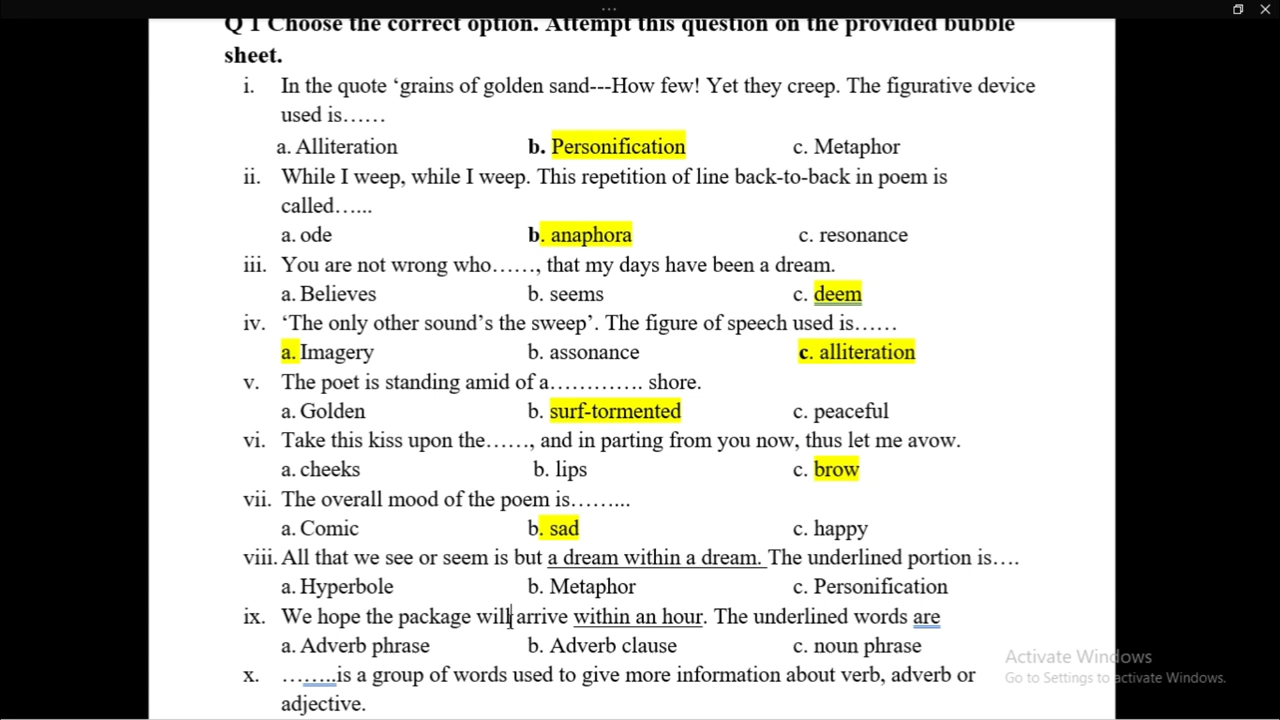 Q 1 Choose the correct option. Attempt this question on the provided bubble
sheet.
i. In the quote ‘grains of golden sand---How few! Yet they creep. The figurative device
used is……
a. Alliteration b. Personification c. Metaphor
ii. While I weep, while I weep. This repetition of line back-to-back in poem is
called…...
a. ode b. anaphora c. resonance
iii. You are not wrong who……, that my days have been a dream.
a. Believes b. seems c. deem
iv. ‘The only other sound’s the sweep’. The figure of speech used is……
a. Imagery b. assonance c. alliteration
v. The poet is standing amid of a…………. shore.
a. Golden b. surf-tormented c. peaceful
vi. Take this kiss upon the……, and in parting from you now, thus let me avow.
a. cheeks b. lips c. brow
vii. The overall mood of the poem is……...
a. Comic b. sad c. happy
viii. All that we see or seem is but a dream within a dream. The underlined portion is….
a. Hyperbole b. Metaphor c. Personification
ix. We hope the package will arrive within an hour. The underlined words are
a. Adverb phrase b. Adverb clause c. noun phrase
x. ……..is a group of words used to give more information about verb, adverb or
adjective.
Activate Windows
Go to Settings to activate Windows.